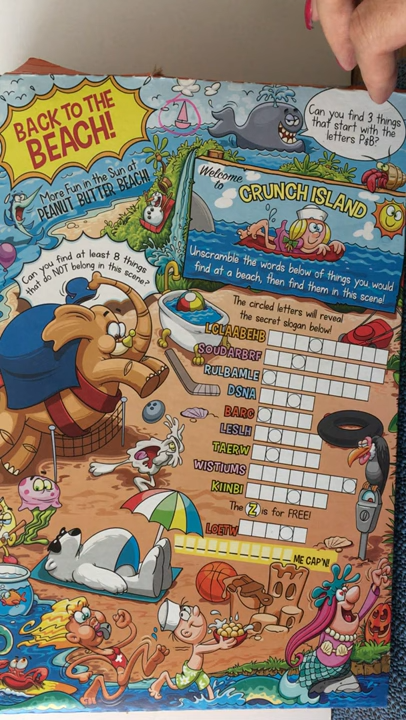 BACK TO THE
BEACH!
More fun in the Sun at
PEANUT BUTTER BEACH!
Can you find 3 things
that start with the
letters P&B?
Welcome
to
CRUNCH ISLAND
Unscramble the words below of things you would
find at a beach, then find them in this scene!
Can you find at least 8 things
that do NOT belong in this scene?
The circled letters will reveal
the secret slogan below!
LCLAABEHB
SOUDARBRF
RULBAMLE
DSNA
BARC
LESLH
TAERW
WISTIUMS
KIINBI
The Z is for FREE!
LOETW
ME CAP'N!